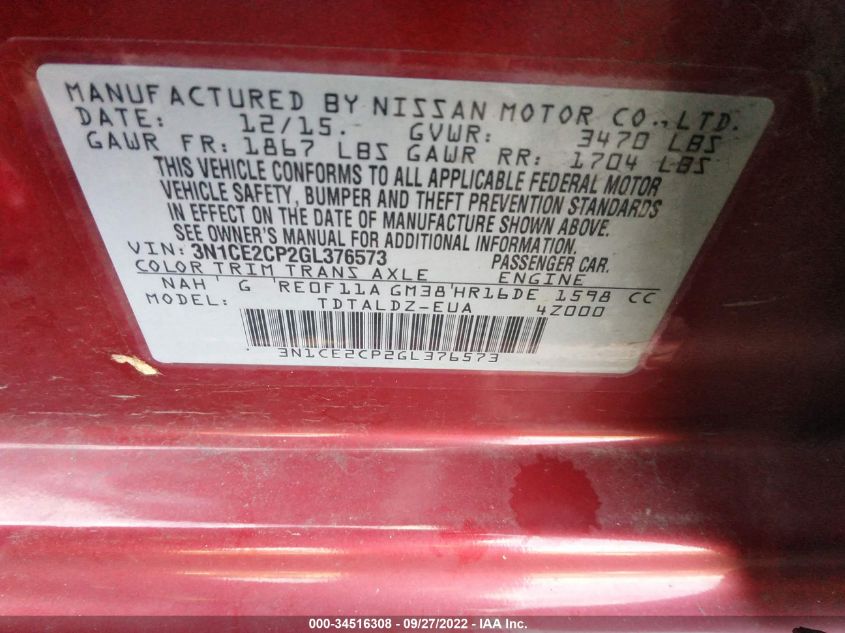 MANUFACTURED BY NISSAN MOTOR CO., LTD.
DATE: 12/15. GVWR: 3470 LBS
GAWR FR: 1867 LBS GAWR RR: 1704 LBS
THIS VEHICLE CONFORMS TO ALL APPLICABLE FEDERAL MOTOR
VEHICLE SAFETY, BUMPER AND THEFT PREVENTION STANDARDS
IN EFFECT ON THE DATE OF MANUFACTURE SHOWN ABOVE.
SEE OWNER'S MANUAL FOR ADDITIONAL INFORMATION.
VIN: 3N1CE2CP2GL376573 PASSENGER CAR.
COLOR TRIM TRANS AXLE ENGINE
NAH G RE0F11A GM38 HR16DE 1598 CC
MODEL: TDTALDZ-EUA 4Z000
3N1CE2CP2GL376573
000-34516308 - 09/27/2022 - IAA Inc.